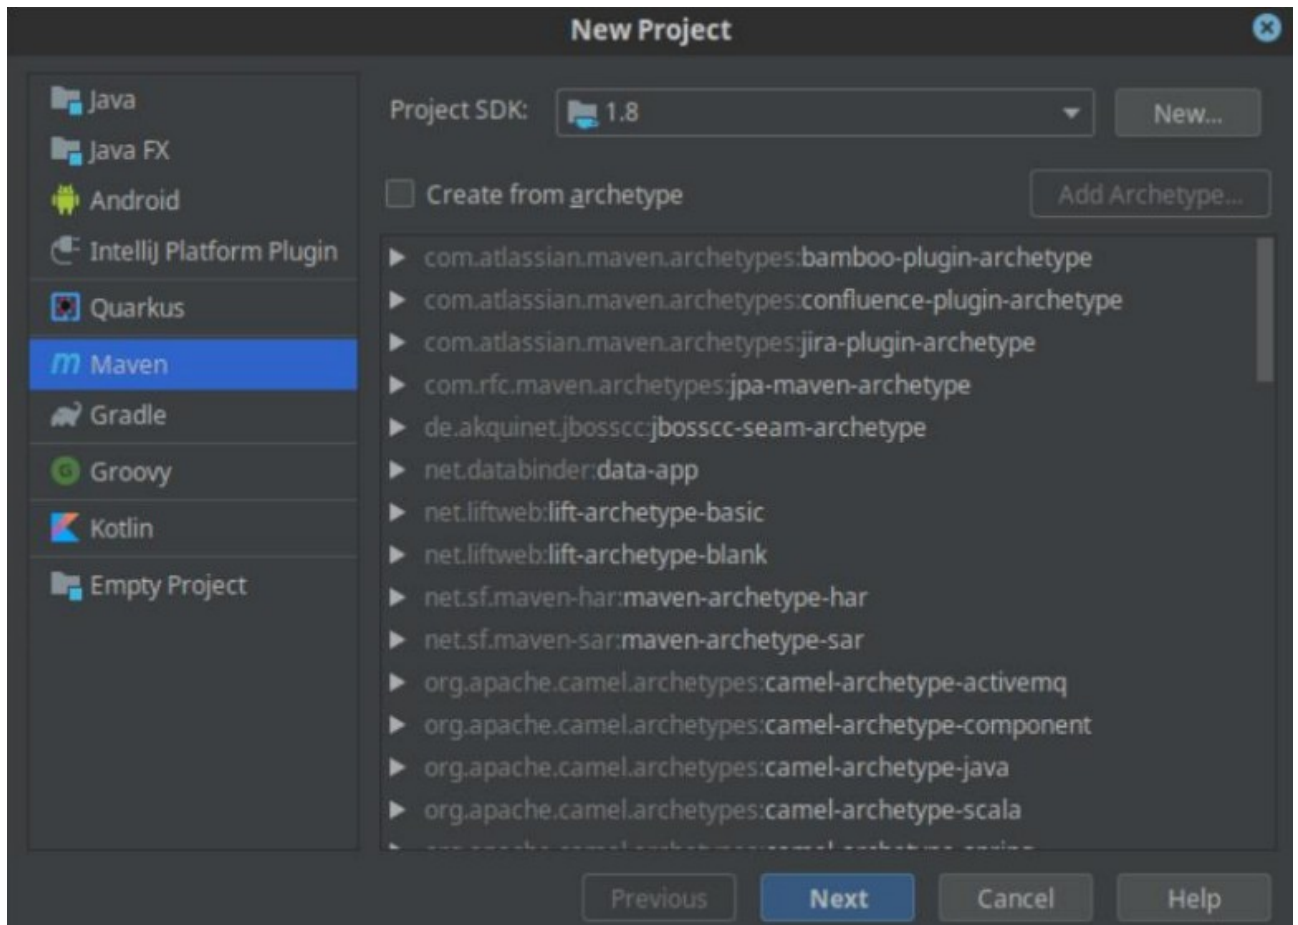 New Project
Java
Java FX
Android
IntelliJ Platform Plugin
Quarkus
Maven
Gradle
Groovy
Kotlin
Empty Project
Project SDK: 1.8 New...
Create from archetype Add Archetype...
com.atlassian.maven.archetypes:bamboo-plugin-archetype
com.atlassian.maven.archetypes:confluence-plugin-archetype
com.atlassian.maven.archetypes:jira-plugin-archetype
com.rfc.maven.archetypes:jpa-maven-archetype
de.akquinet.jbosscc:jbosscc-seam-archetype
net.databinder:data-app
net.liftweb:lift-archetype-basic
net.liftweb:lift-archetype-blank
net.sf.maven-har:maven-archetype-har
net.sf.maven-sar:maven-archetype-sar
org.apache.camel.archetypes:camel-archetype-activemq
org.apache.camel.archetypes:camel-archetype-component
org.apache.camel.archetypes:camel-archetype-java
org.apache.camel.archetypes:camel-archetype-scala
Previous Next Cancel Help